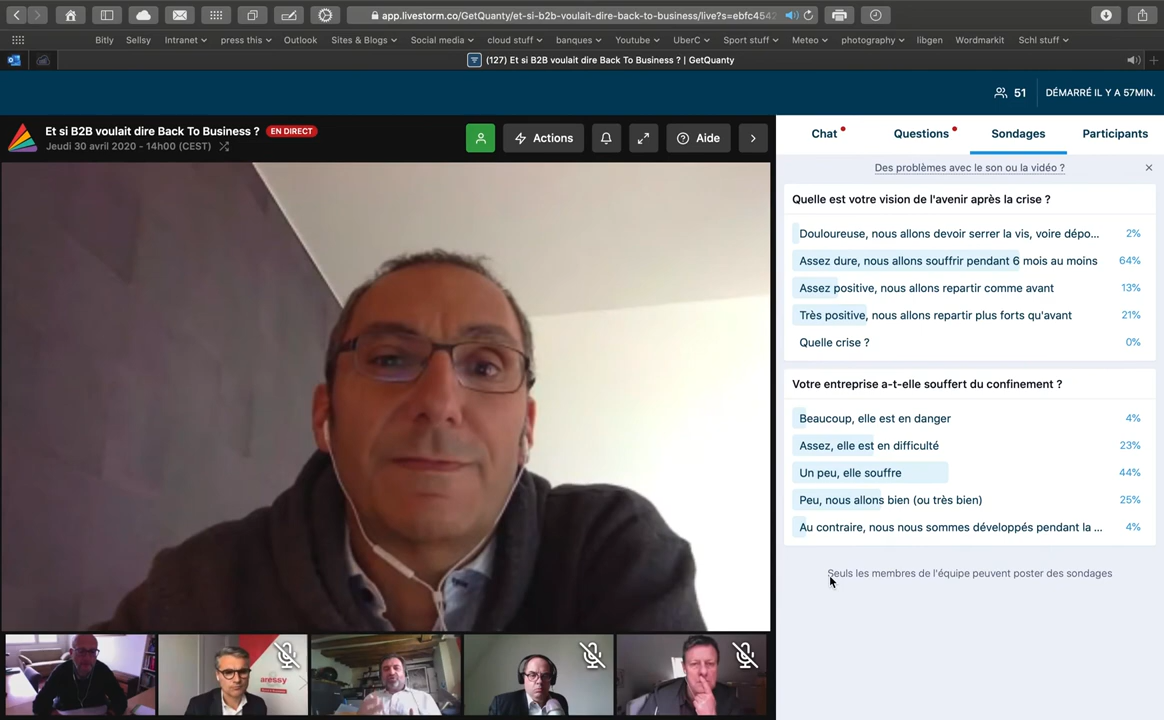 app.livestorm.co/GetQuanty/et-si-b2b-voulait-dire-back-to-business/live?s=ebfc4542
Bitly Sellsy Intranet press this Outlook Sites & Blogs Social media cloud stuff banques Youtube UberC Sport stuff Meteo photography libgen Wordmarkit Schl stuff
(127) Et si B2B voulait dire Back To Business ? | GetQuanty
51 DÉMARRÉ IL Y A 57MIN.
Et si B2B voulait dire Back To Business ? EN DIRECT
Jeudi 30 avril 2020 - 14h00 (CEST)
Actions Aide
Chat Questions Sondages Participants
Des problèmes avec le son ou la vidéo ?
Quelle est votre vision de l'avenir après la crise ?
Douloureuse, nous allons devoir serrer la vis, voire dépo... 2%
Assez dure, nous allons souffrir pendant 6 mois au moins 64%
Assez positive, nous allons repartir comme avant 13%
Très positive, nous allons repartir plus forts qu'avant 21%
Quelle crise ? 0%
Votre entreprise a-t-elle souffert du confinement ?
Beaucoup, elle est en danger 4%
Assez, elle est en difficulté 23%
Un peu, elle souffre 44%
Peu, nous allons bien (ou très bien) 25%
Au contraire, nous nous sommes développés pendant la ... 4%
Seuls les membres de l'équipe peuvent poster des sondages
aressy